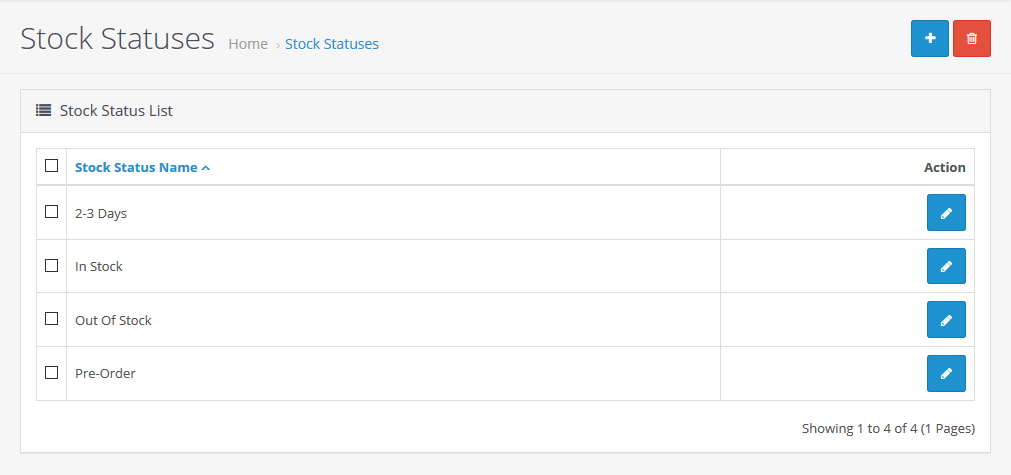 Stock Statuses Home › Stock Statuses
Stock Status List
Stock Status Name Action
2-3 Days
In Stock
Out Of Stock
Pre-Order
Showing 1 to 4 of 4 (1 Pages)